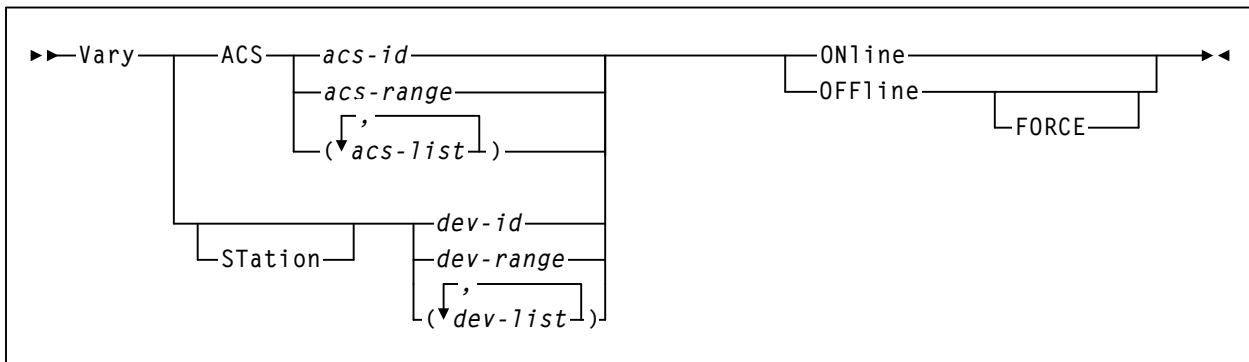 Vary ACS acs-id ONline
acs-range OFFline
, FORCE
( acs-list )
dev-id
STation dev-range
,
( dev-list )